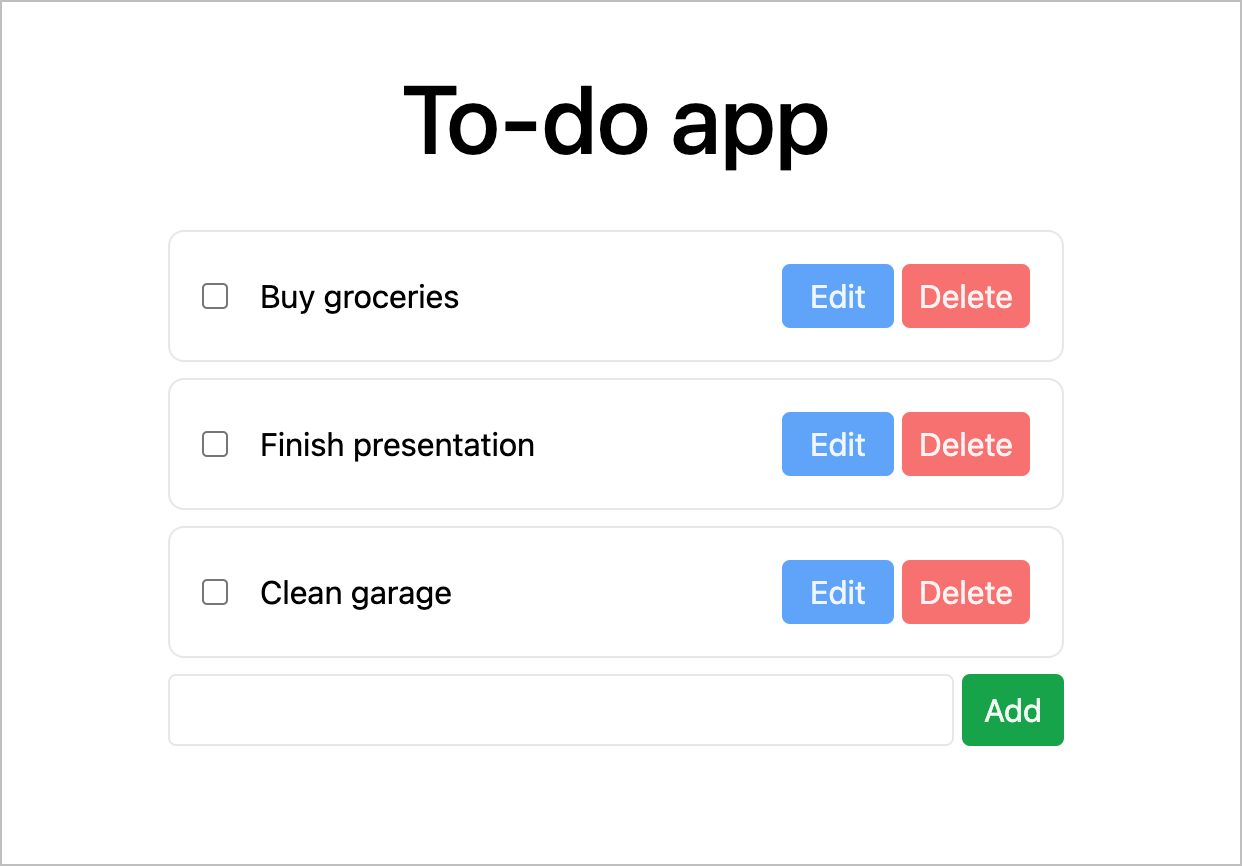 To-do app
Buy groceries Edit Delete
Finish presentation Edit Delete
Clean garage Edit Delete
Add